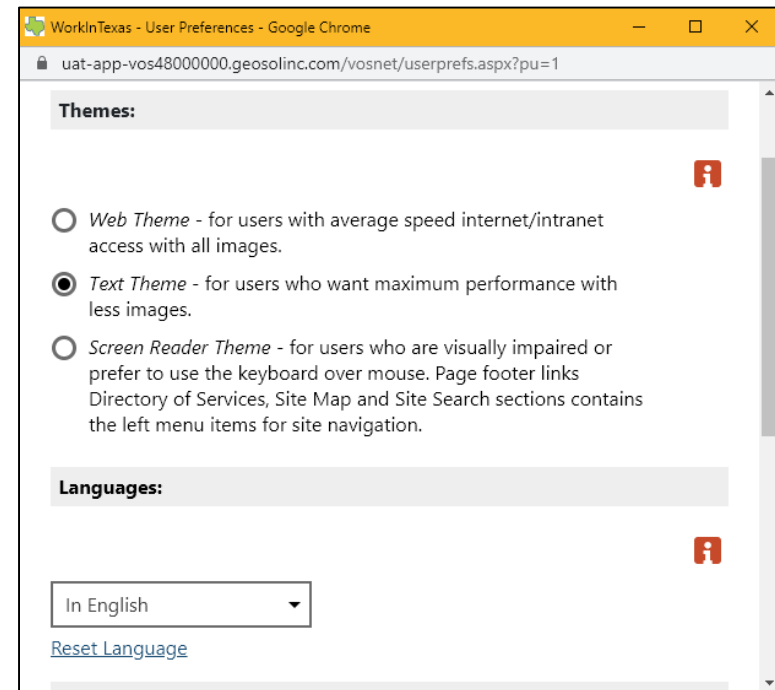 WorkInTexas - User Preferences - Google Chrome
uat-app-vos48000000.geosolinc.com/vosnet/userprefs.aspx?pu=1
Themes:
Web Theme - for users with average speed internet/intranet
access with all images.
Text Theme - for users who want maximum performance with
less images.
Screen Reader Theme - for users who are visually impaired or
prefer to use the keyboard over mouse. Page footer links
Directory of Services, Site Map and Site Search sections contains
the left menu items for site navigation.
Languages:
In English
Reset Language